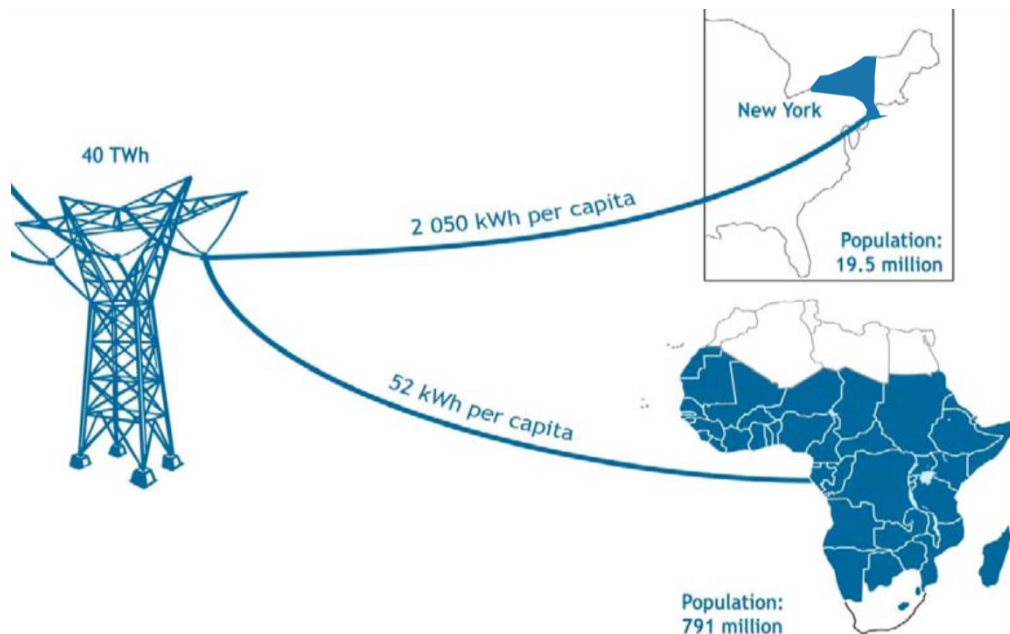 40 TWh
2 050 kWh per capita
New York
Population:
19.5 million
52 kWh per capita
Population:
791 million